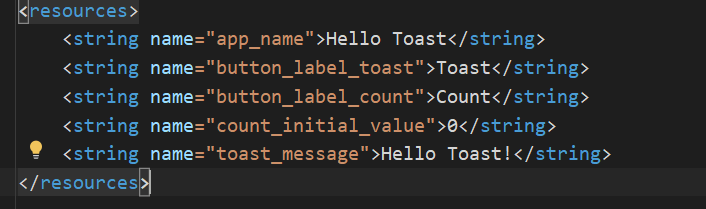 <resources>
    <string name="app_name">Hello Toast</string>
    <string name="button_label_toast">Toast</string>
    <string name="button_label_count">Count</string>
    <string name="count_initial_value">0</string>
    <string name="toast_message">Hello Toast!</string>
</resources>